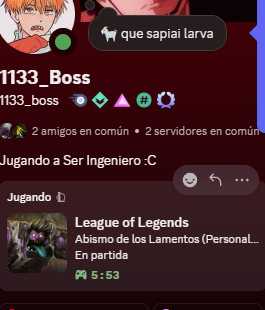 que sapiai larva
1133_Boss
1133_boss
2 amigos en común • 2 servidores en común
Jugando a Ser Ingeniero :C
Jugando
League of Legends
Abismo de los Lamentos (Personal...
En partida
5:53